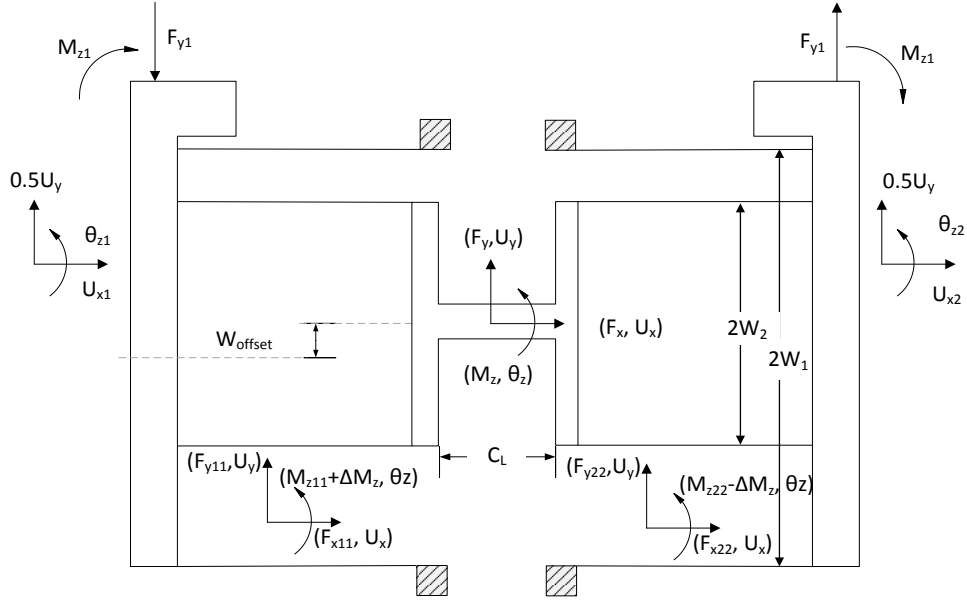 F_y1
M_z1
F_y1
M_z1
0.5U_y
θ_z1
U_x1
0.5U_y
θ_z2
U_x2
(F_y,U_y)
(F_x, U_x)
(M_z, θ_z)
W_offset
2W_2
2W_1
C_L
(F_y11,U_y)
(M_z11+ΔM_z, θz)
(F_x11, U_x)
(F_y22,U_y)
(M_z22-ΔM_z, θz)
(F_x22, U_x)